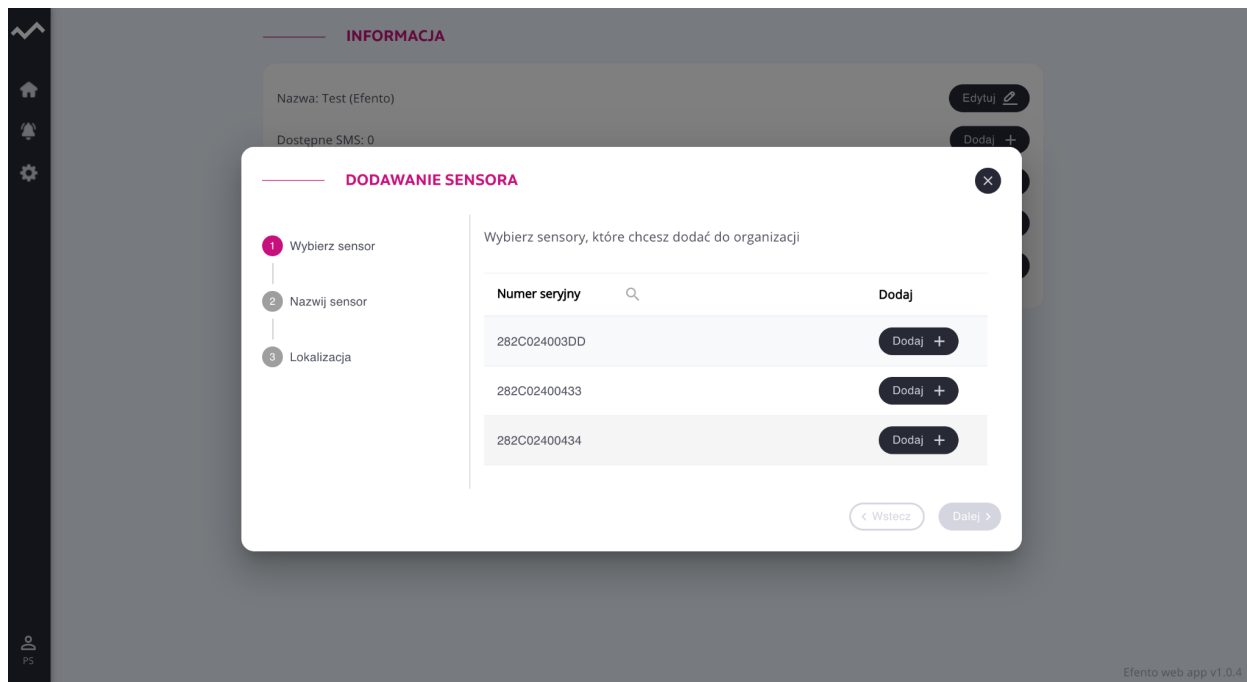 INFORMACJA
Nazwa: Test (Efento)
Edytuj
Dostępne SMS: 0
Dodaj +
DODAWANIE SENSORA
1 Wybierz sensor
2 Nazwij sensor
3 Lokalizacja
Wybierz sensory, które chcesz dodać do organizacji
Numer seryjny Dodaj
282C024003DD Dodaj +
282C02400433 Dodaj +
282C02400434 Dodaj +
< Wstecz Dalej >
PS
Efento web app v1.0.4